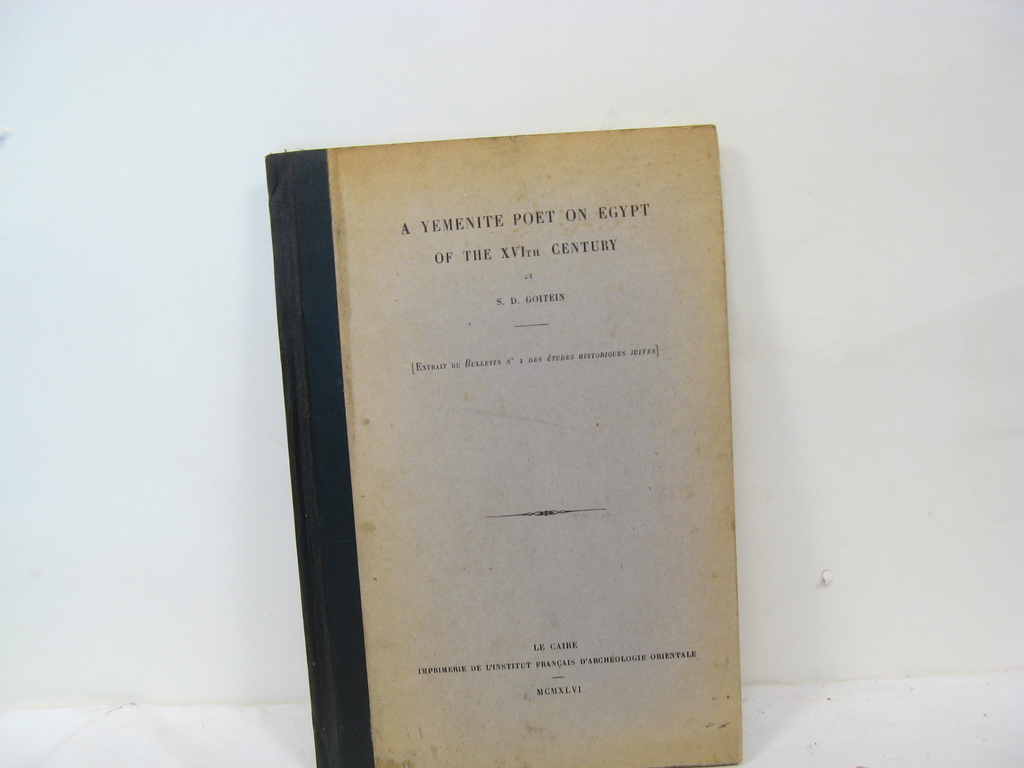 A YEMENITE POET ON EGYPT
OF THE XVITH CENTURY
BY
S. D. GOITEIN
[EXTRAIT DU BULLETIN N° 1 DES ÉTUDES HISTORIQUES JUIVES]
LE CAIRE
IMPRIMERIE DE L'INSTITUT FRANÇAIS D'ARCHÉOLOGIE ORIENTALE
MCMXLVI